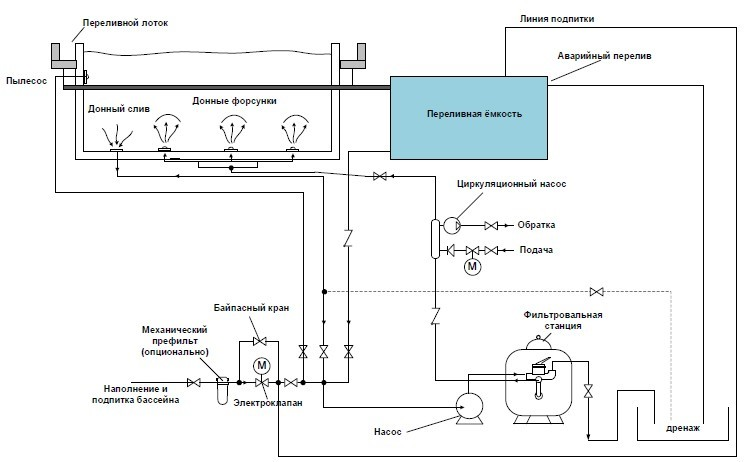 Линия подпитки
Переливной лоток
Аварийный перелив
Пылесос
Донный слив
Донные форсунки
Переливная ёмкость
Циркуляционный насос
Обратка
Подача
М
Байпасный кран
Механический
префильт
(опционально)
М
Фильтровальная
станция
Наполнение и
подпитка бассейна
Электроклапан
Насос
дренаж